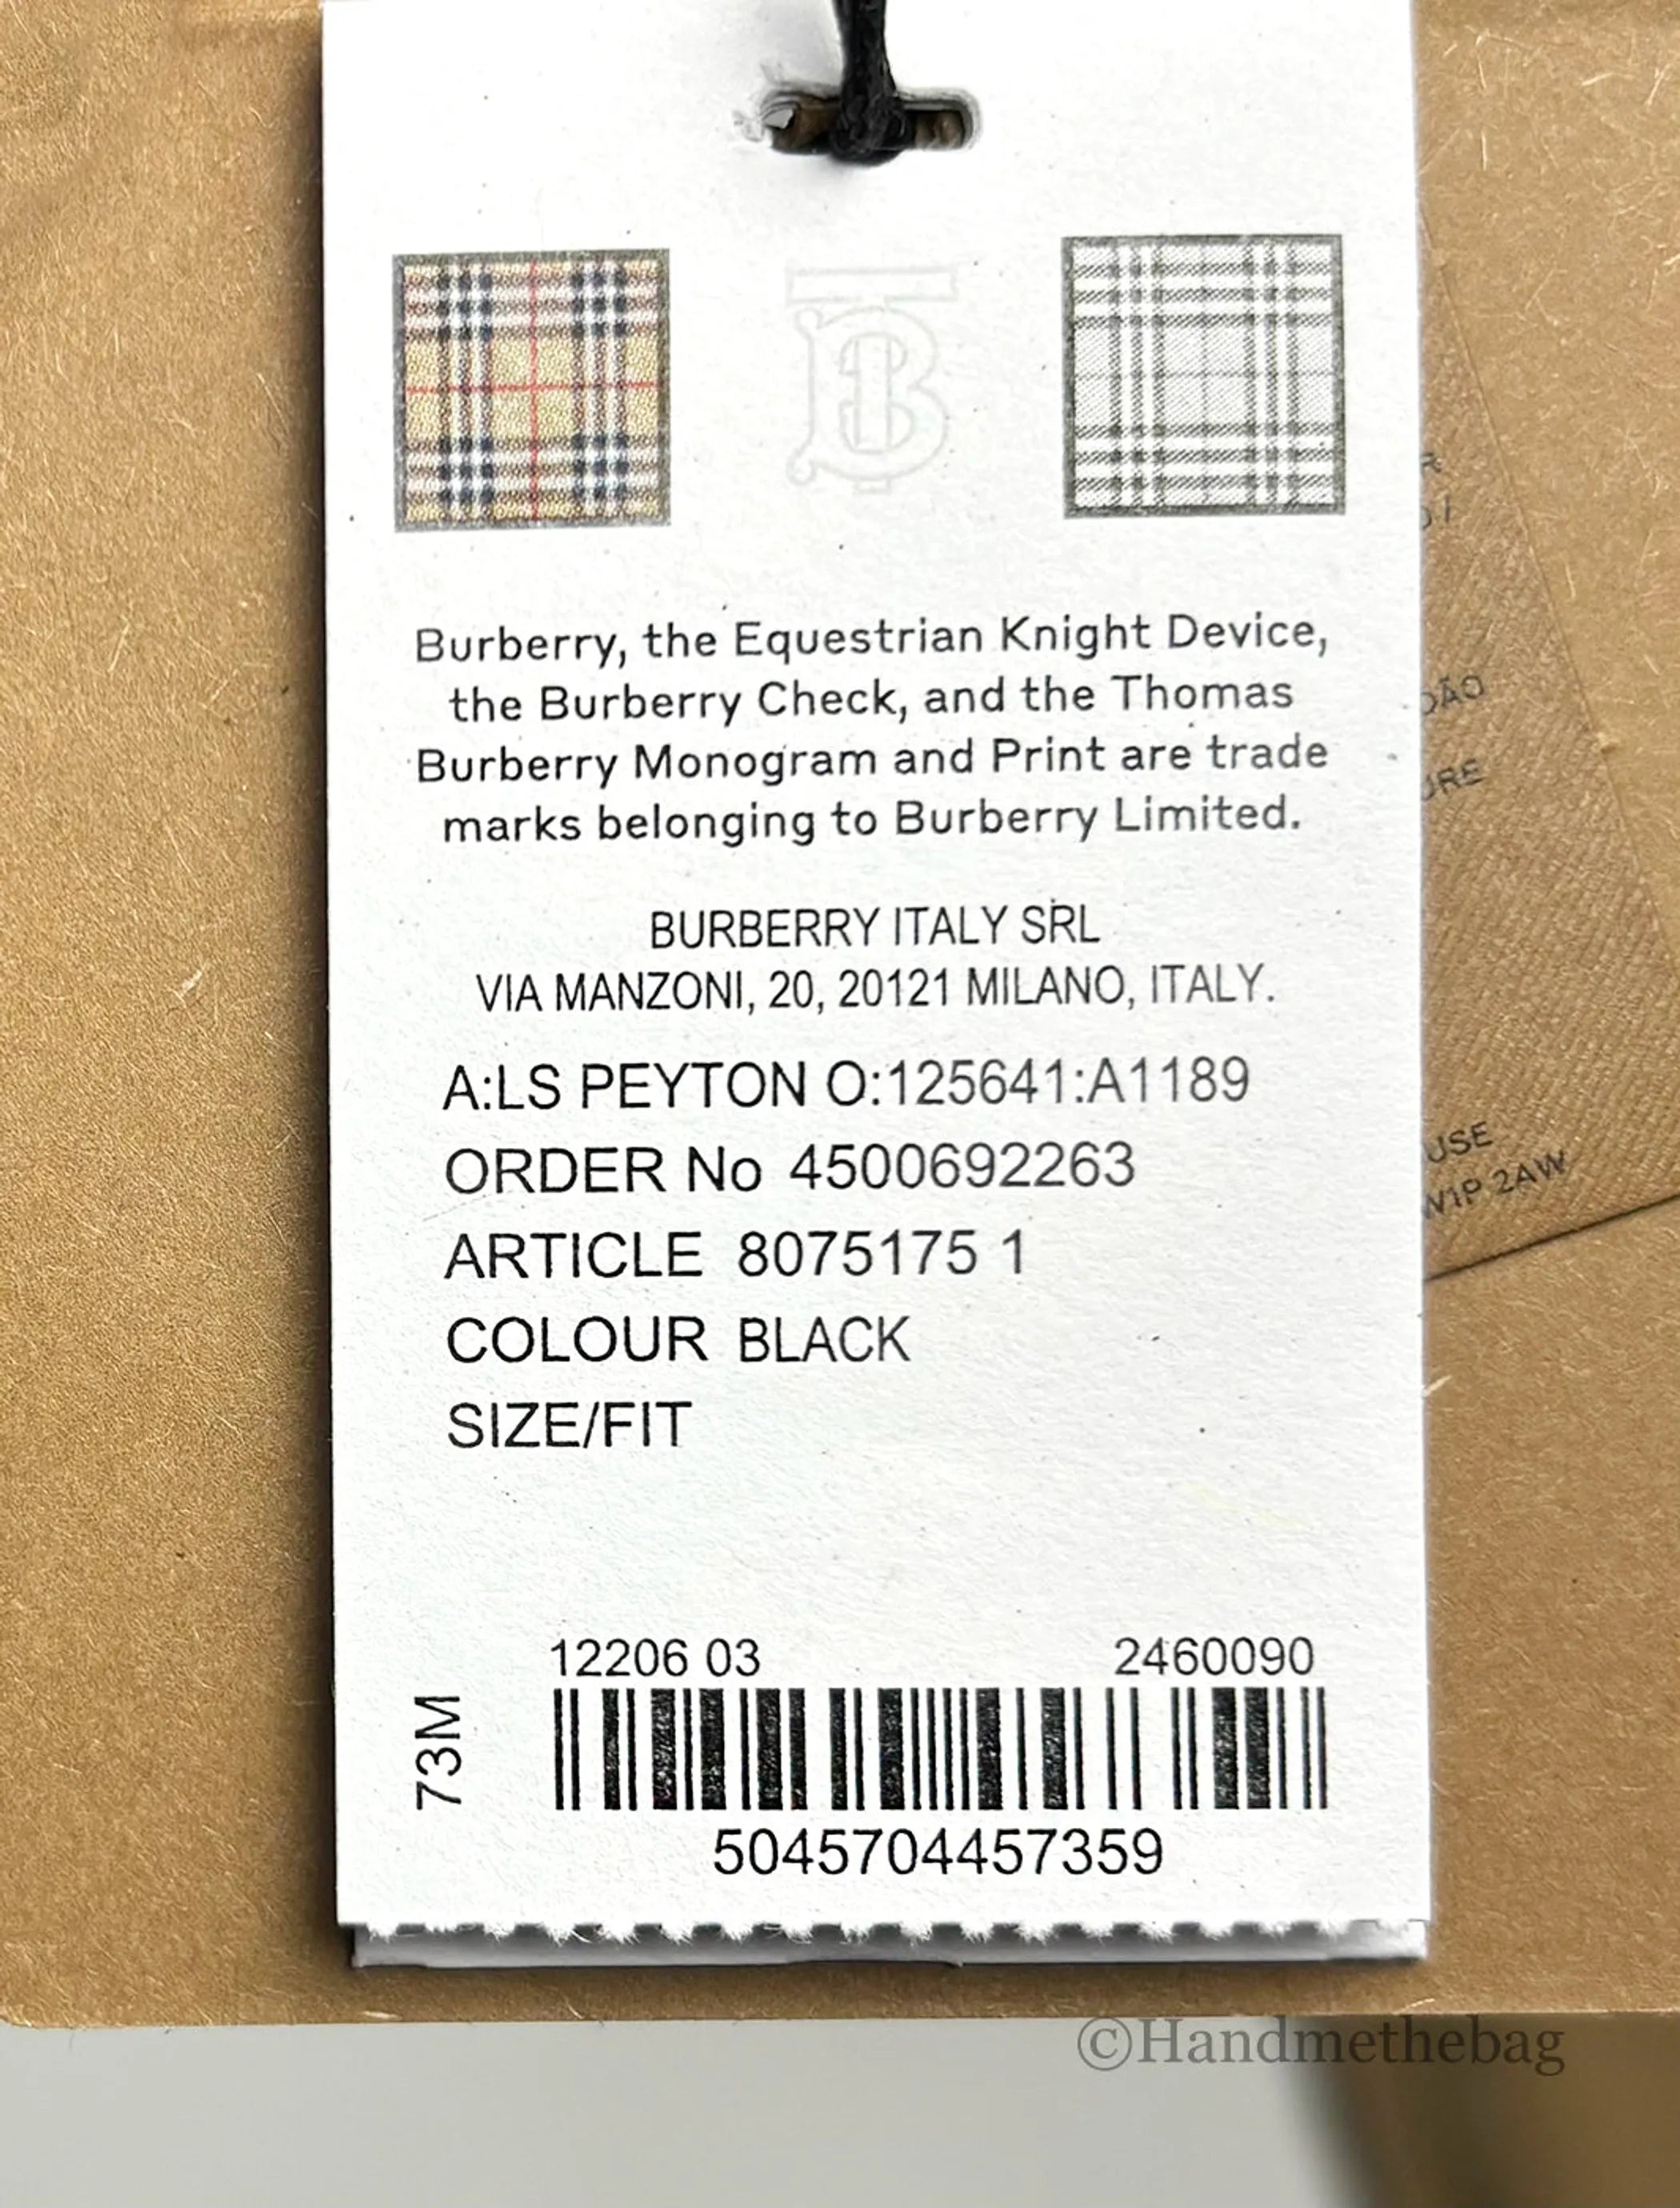 Burberry, the Equestrian Knight Device,
the Burberry Check, and the Thomas
Burberry Monogram and Print are trade
marks belonging to Burberry Limited.
BURBERRY ITALY SRL
VIA MANZONI, 20, 20121 MILANO, ITALY.
A:LS PEYTON O:125641:A1189
ORDER No 4500692263
ARTICLE 8075175 1
COLOUR BLACK
SIZE/FIT
12206 03 2460090
73M
5045704457359
W1P 2AW
©Handmethebag